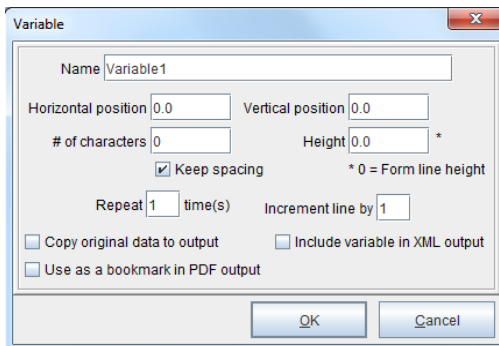 Variable
Name Variable1
Horizontal position 0.0 Vertical position 0.0
# of characters 0 Height 0.0 *
Keep spacing * 0 = Form line height
Repeat 1 time(s) Increment line by 1
Copy original data to output Include variable in XML output
Use as a bookmark in PDF output
OK Cancel